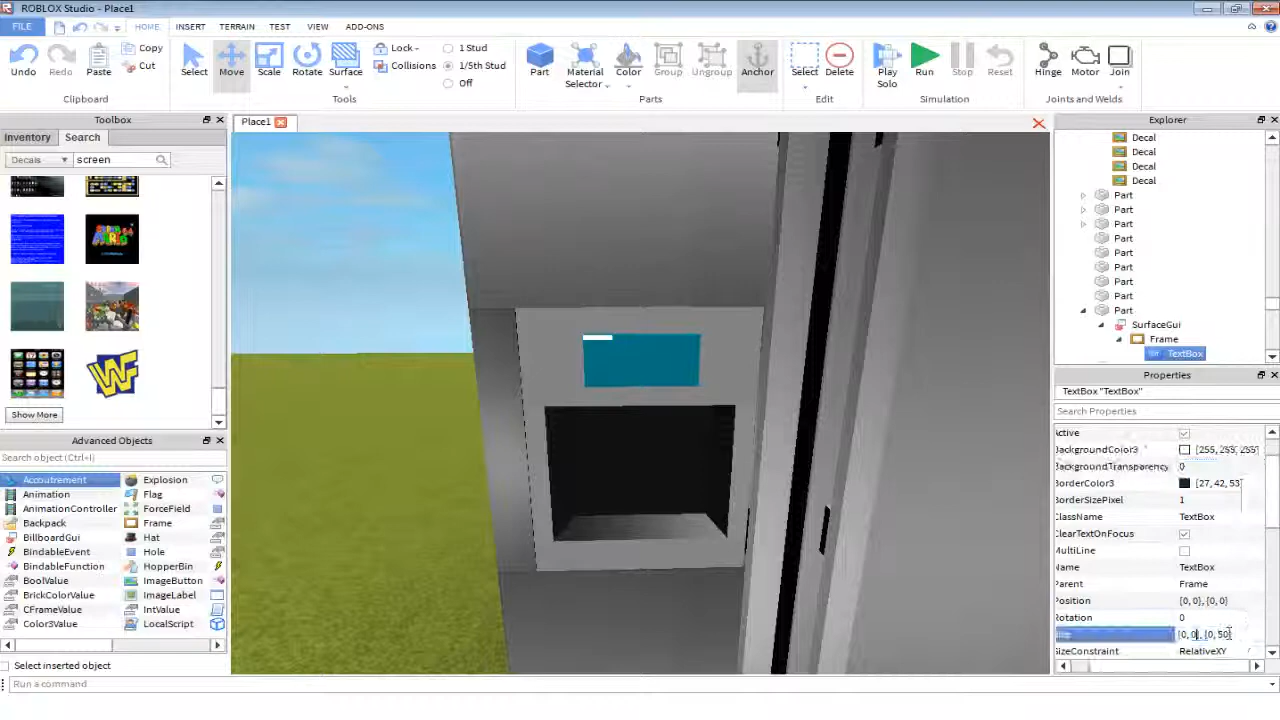 ROBLOX Studio - Place1
FILE HOME INSERT TERRAIN TEST VIEW ADD-ONS
Undo Redo Paste Copy Cut
Clipboard
Select Move Scale Rotate Surface Lock Collisions 1 Stud 1/5th Stud Off
Tools
Part Material Selector Color Group Ungroup Anchor
Parts
Select Delete
Edit
Play Solo Run Stop Reset
Simulation
Hinge Motor Join
Joints and Welds
Toolbox
Inventory Search
Decals screen
Show More
Advanced Objects
Search object (Ctrl+I)
Accoutrement Explosion
Animation Flag
AnimationController ForceField
Backpack Frame
BillboardGui Hat
BindableEvent Hole
BindableFunction HopperBin
BoolValue ImageButton
BrickColorValue ImageLabel
CFrameValue IntValue
Color3Value LocalScript
Select inserted object
Run a command
Place1
Explorer
Decal
Decal
Decal
Decal
Part
Part
Part
Part
Part
Part
Part
Part
Part
SurfaceGui
Frame
TextBox
Properties
TextBox "TextBox"
Search Properties
Active
BackgroundColor3 [255, 255, 255]
BackgroundTransparency 0
BorderColor3 [27, 42, 53]
BorderSizePixel 1
ClassName TextBox
ClearTextOnFocus
MultiLine
Name TextBox
Parent Frame
Position {0, 0}, {0, 0}
Rotation 0
{0, 0}, {0, 50}
SizeConstraint RelativeXY